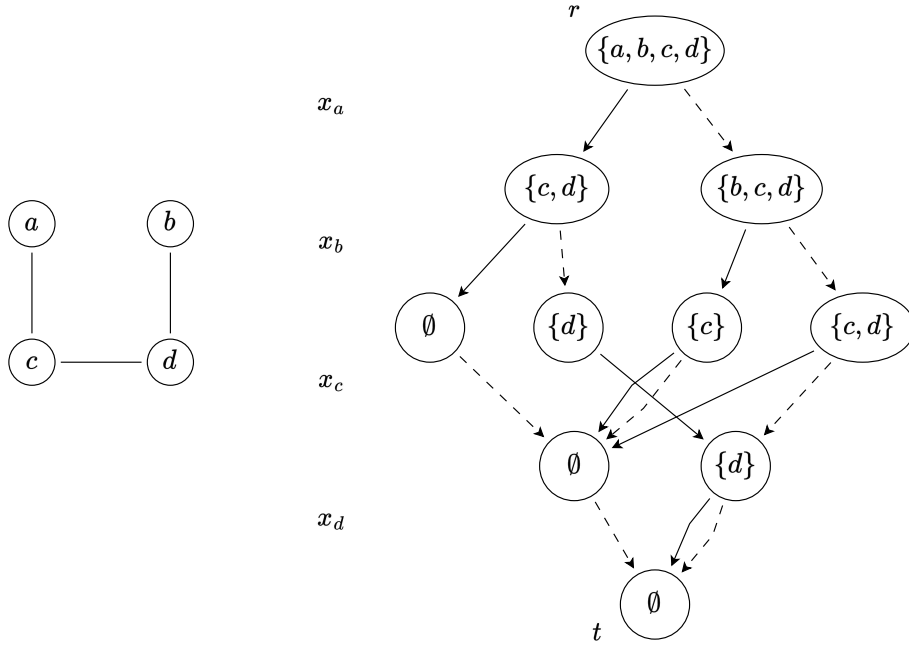 r
{a, b, c, d}
x_a
{c, d}
{b, c, d}
a
b
x_b
∅
{d}
{c}
{c, d}
c
d
x_c
∅
{d}
x_d
∅
t